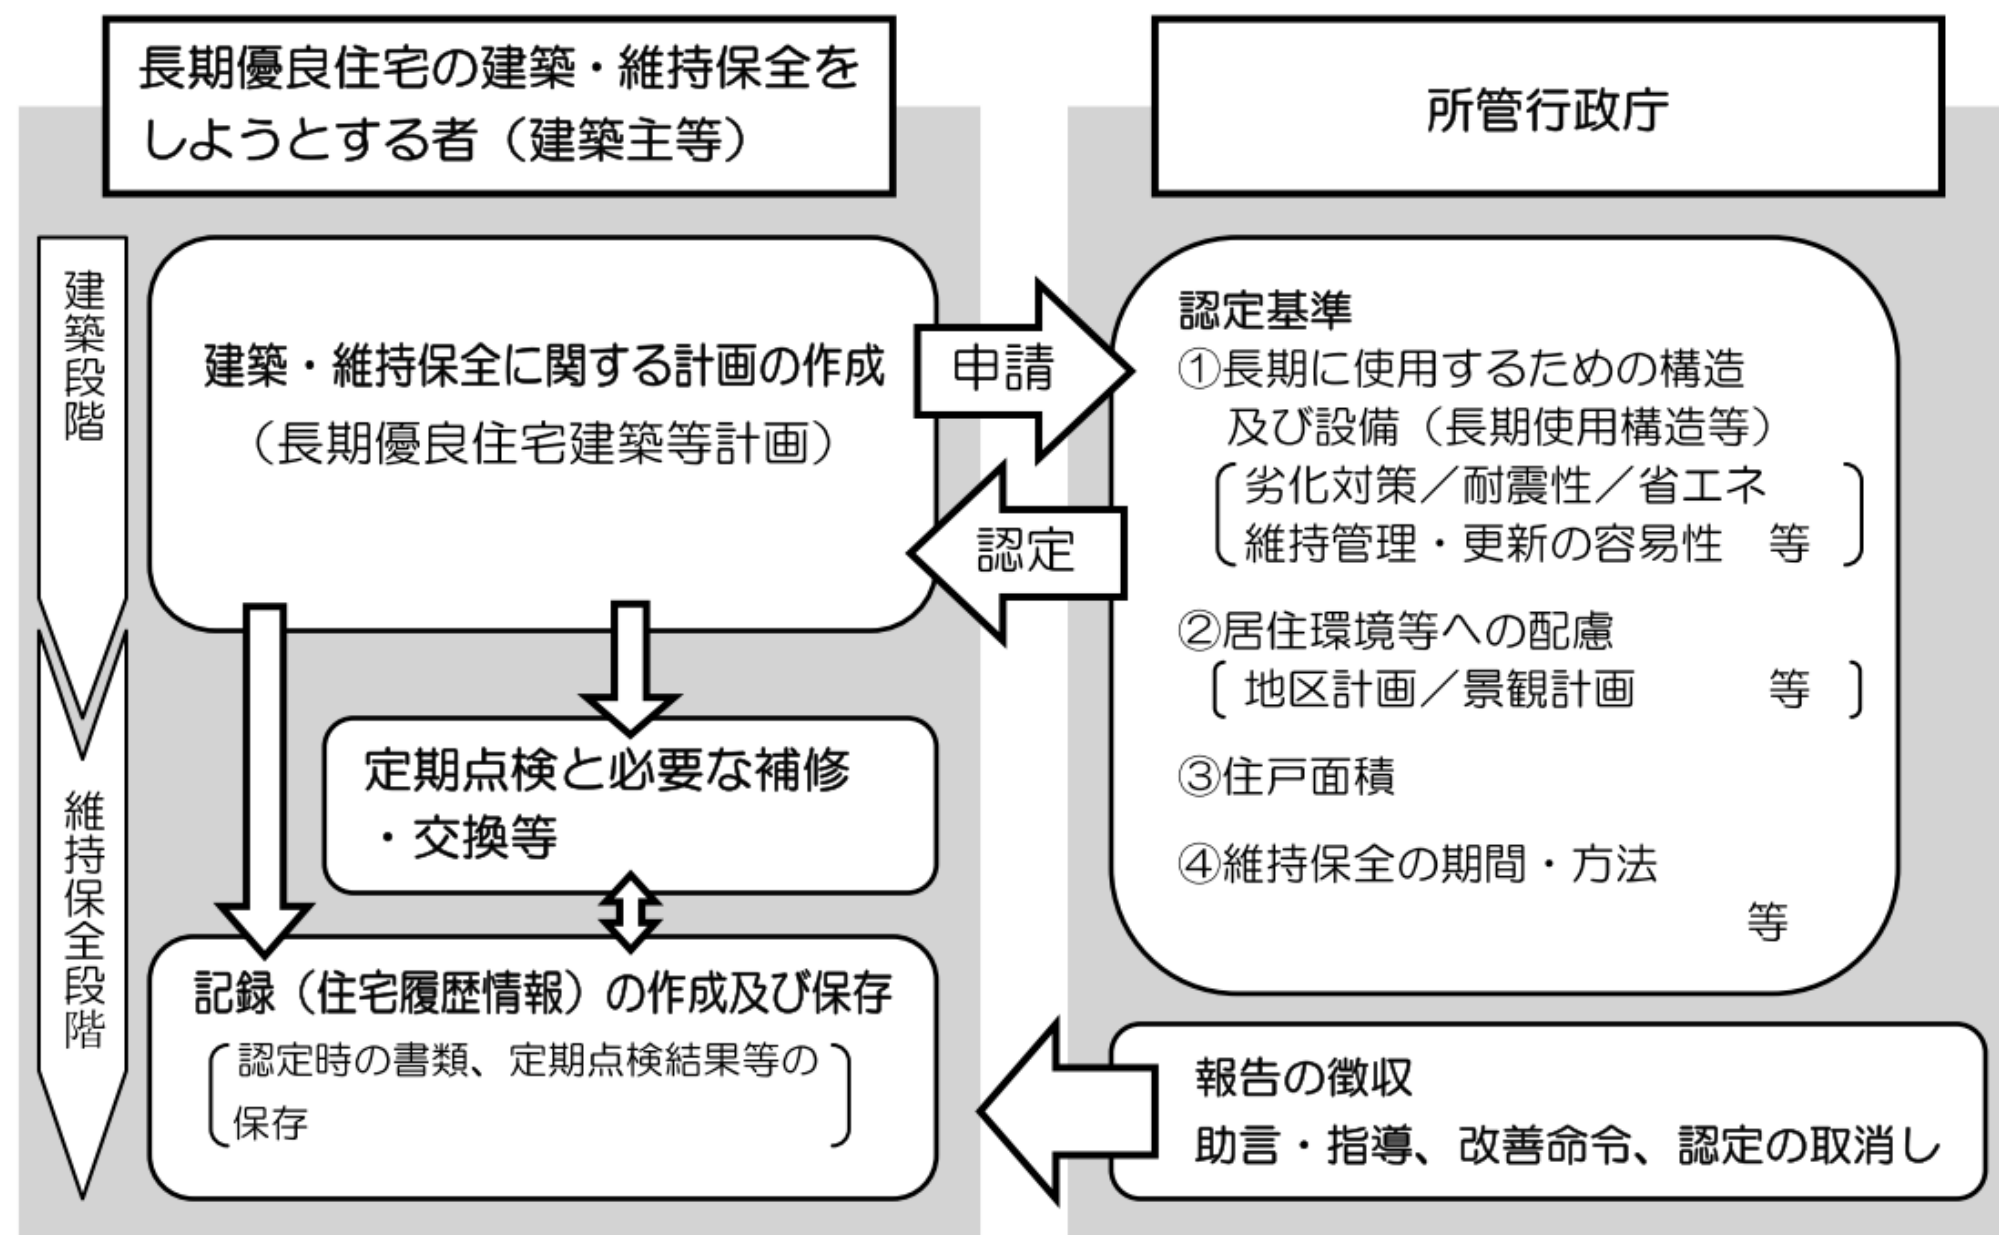 長期優良住宅の建築・維持保全を
しようとする者（建築主等）
所管行政庁
建築段階
建築・維持保全に関する計画の作成
（長期優良住宅建築等計画）
申請
認定
認定基準
①長期に使用するための構造
及び設備（長期使用構造等）
劣化対策／耐震性／省エネ
維持管理・更新の容易性　等
②居住環境等への配慮
〔地区計画／景観計画　等〕
③住戸面積
④維持保全の期間・方法
等
維持保全段階
定期点検と必要な補修
・交換等
記録（住宅履歴情報）の作成及び保存
認定時の書類、定期点検結果等の
保存
報告の徴収
助言・指導、改善命令、認定の取消し